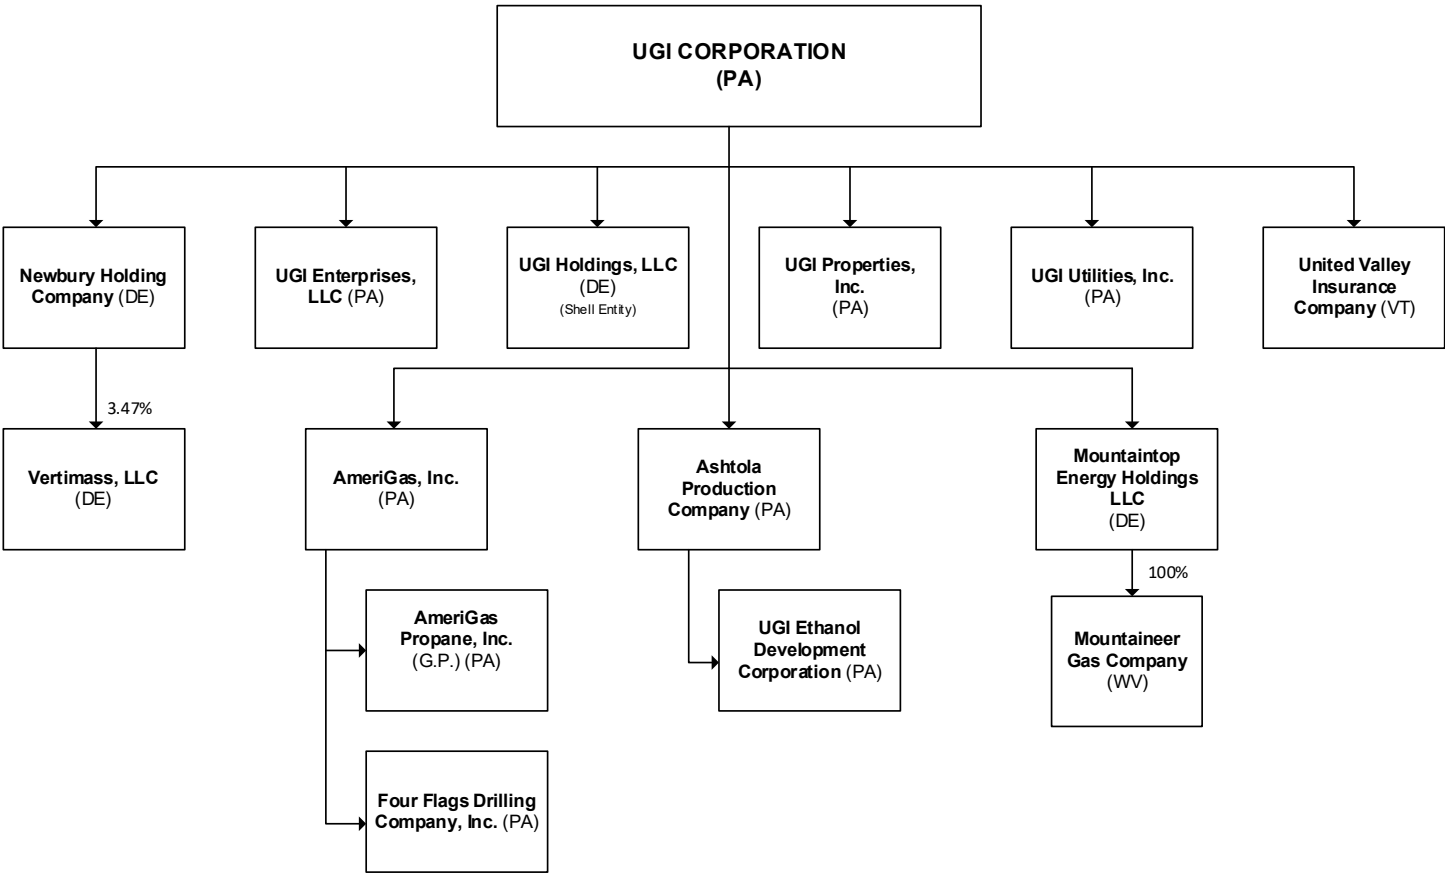 UGI CORPORATION
(PA)
Newbury Holding
Company (DE)
UGI Enterprises,
LLC (PA)
UGI Holdings, LLC
(DE)
(Shell Entity)
UGI Properties,
Inc.
(PA)
UGI Utilities, Inc.
(PA)
United Valley
Insurance
Company (VT)
3.47%
Vertimass, LLC
(DE)
AmeriGas, Inc.
(PA)
Ashtola
Production
Company (PA)
Mountaintop
Energy Holdings
LLC
(DE)
100%
AmeriGas
Propane, Inc.
(G.P.) (PA)
UGI Ethanol
Development
Corporation (PA)
Mountaineer
Gas Company
(WV)
Four Flags Drilling
Company, Inc. (PA)